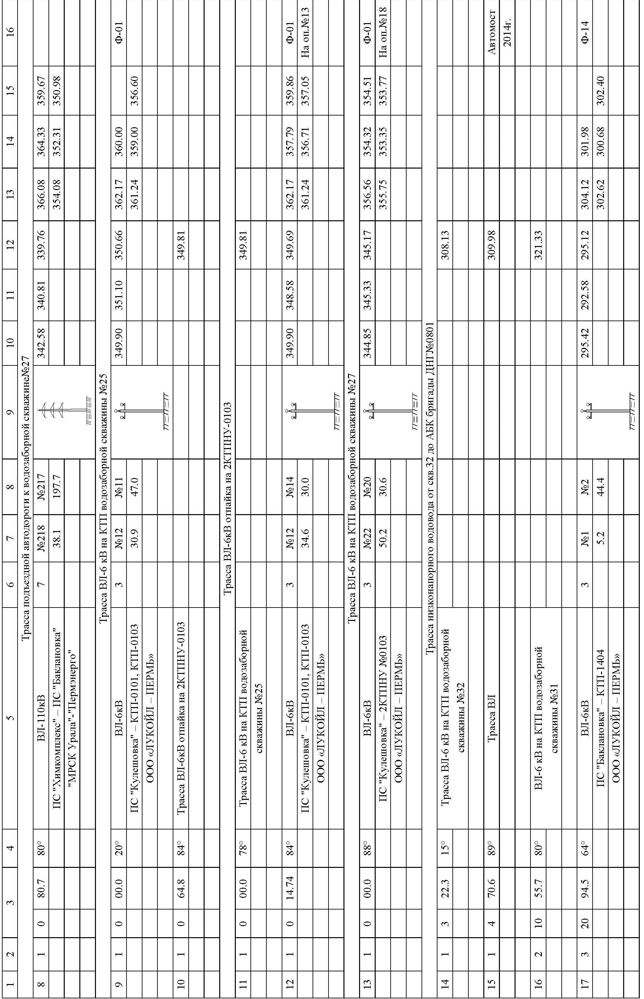 1 2 3 4 5 6 7 8 9 10 11 12 13 14 15 16
Трасса подъездной автодороги к водозаборной скважине№27
8 1 0 80.7 80° ВЛ-110кВ 7 №218 №217 342.58 340.81 339.76 366.08 364.33 359.67
ПС "Химкомплекс" – ПС "Баклановка" 38.1 197.7 354.08 352.31 350.98
"МРСК Урала"-"Пермэнерго"
Трасса ВЛ-6 кВ на КТП водозаборной скважины №25
9 1 0 00.0 20° ВЛ-6кВ 3 №12 №11 349.90 351.10 350.66 362.17 360.00 Ф-01
ПС "Кулешовка" – КТП-0101, КТП-0103 30.9 47.0 361.24 359.00 356.60
ООО «ЛУКОЙЛ – ПЕРМЬ»
10 1 0 64.8 84° Трасса ВЛ-6кВ отпайка на 2КТПНУ-0103 349.81
Трасса ВЛ-6кВ отпайка на 2КТПНУ-0103
11 1 0 00.0 78° Трасса ВЛ-6 кВ на КТП водозаборной 349.81
скважины №25
12 1 0 14.74 84° ВЛ-6кВ 3 №12 №14 349.90 348.58 349.69 362.17 357.79 359.86 Ф-01
ПС "Кулешовка" – КТП-0101, КТП-0103 34.6 30.0 361.24 356.71 357.05 На оп.№13
ООО «ЛУКОЙЛ – ПЕРМЬ»
Трасса ВЛ-6 кВ на КТП водозаборной скважины №27
13 1 0 00.0 88° ВЛ-6кВ 3 №22 №20 344.85 345.33 345.17 356.56 354.32 354.51 Ф-01
ПС "Кулешовка" – 2КТПНУ №0103 50.2 30.6 355.75 353.35 353.77 На оп.№18
ООО «ЛУКОЙЛ – ПЕРМЬ»
Трасса низконапорного водовода от скв.32 до АБК бригады ДНГ№0801
14 1 3 22.3 15° Трасса ВЛ-6 кВ на КТП водозаборной 308.13
скважины №32
15 1 4 70.6 89° Трасса ВЛ 309.98 Автомост
2014г.
16 2 10 55.7 80° ВЛ-6 кВ на КТП водозаборной 321.33
скважины №31
17 3 20 94.5 64° ВЛ-6кВ 3 №1 №2 295.42 292.58 295.12 304.12 301.98 Ф-14
ПС "Баклановка" – КТП-1404 5.2 44.4 302.62 300.68 302.40
ООО «ЛУКОЙЛ – ПЕРМЬ»